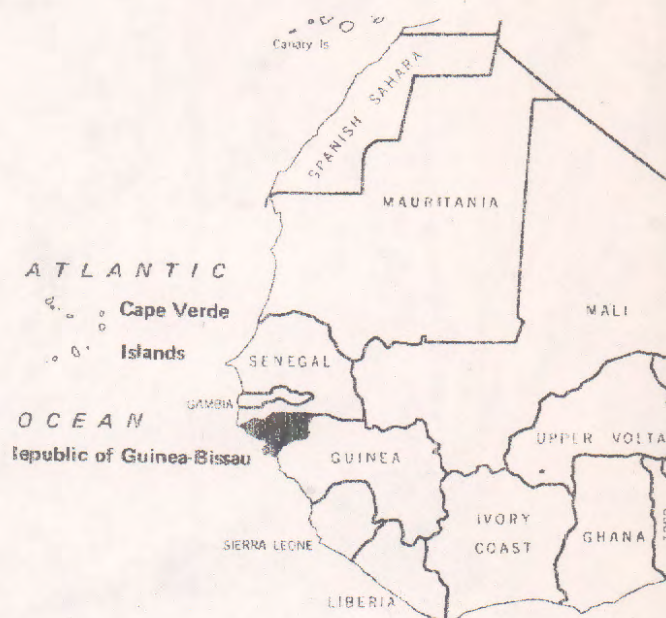 Canary Is.
SPANISH SAHARA
MAURITANIA
ATLANTIC
Cape Verde
MALI
Islands
SENEGAL
GAMBIA
OCEAN
UPPER VOLTA
Republic of Guinea-Bissau
GUINEA
IVORY
COAST
GHANA
TOGO
SIERRA LEONE
LIBERIA